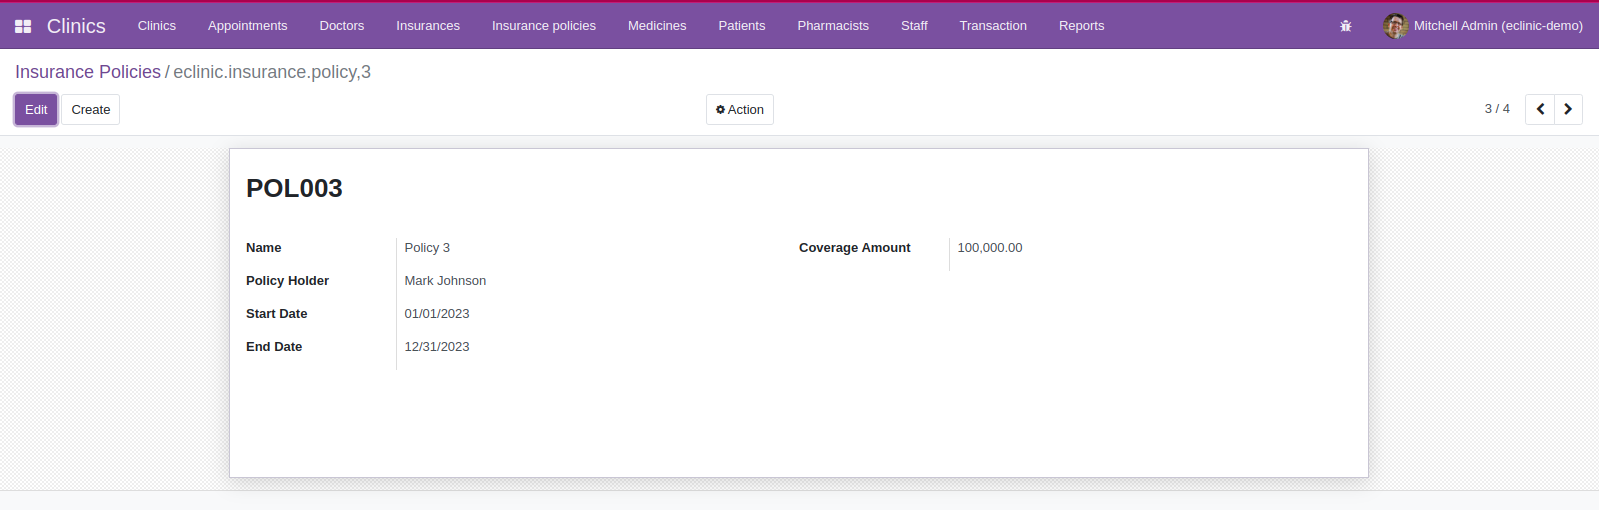 Clinics Clinics Appointments Doctors Insurances Insurance policies Medicines Patients Pharmacists Staff Transaction Reports Mitchell Admin (eclinic-demo)
Insurance Policies / eclinic.insurance.policy,3
Edit Create Action 3 / 4
POL003
Name Policy 3 Coverage Amount 100,000.00
Policy Holder Mark Johnson
Start Date 01/01/2023
End Date 12/31/2023